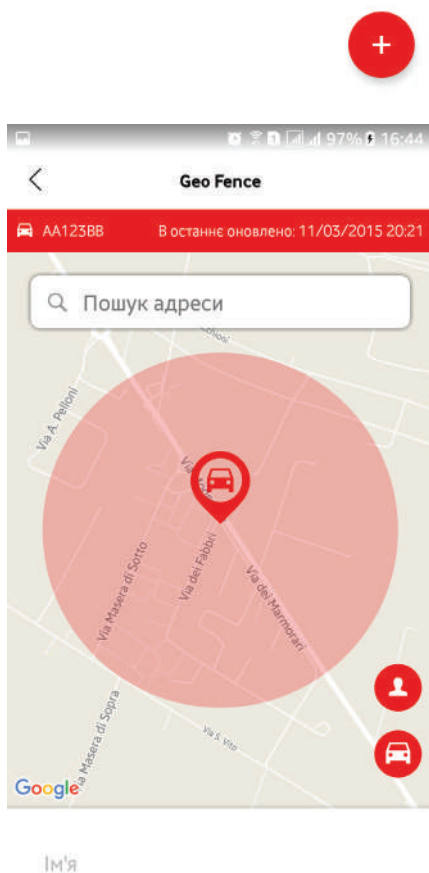 +
97% 16:44
Geo Fence
AA123BB В останнє оновлено: 11/03/2015 20:21
Пошук адреси
Via A. Pelloni
Via Masera di Sotto
Via dei Fabbri
Via dei Marmorari
Masera di Sopra
Via S. Vito
Google
Ім'я